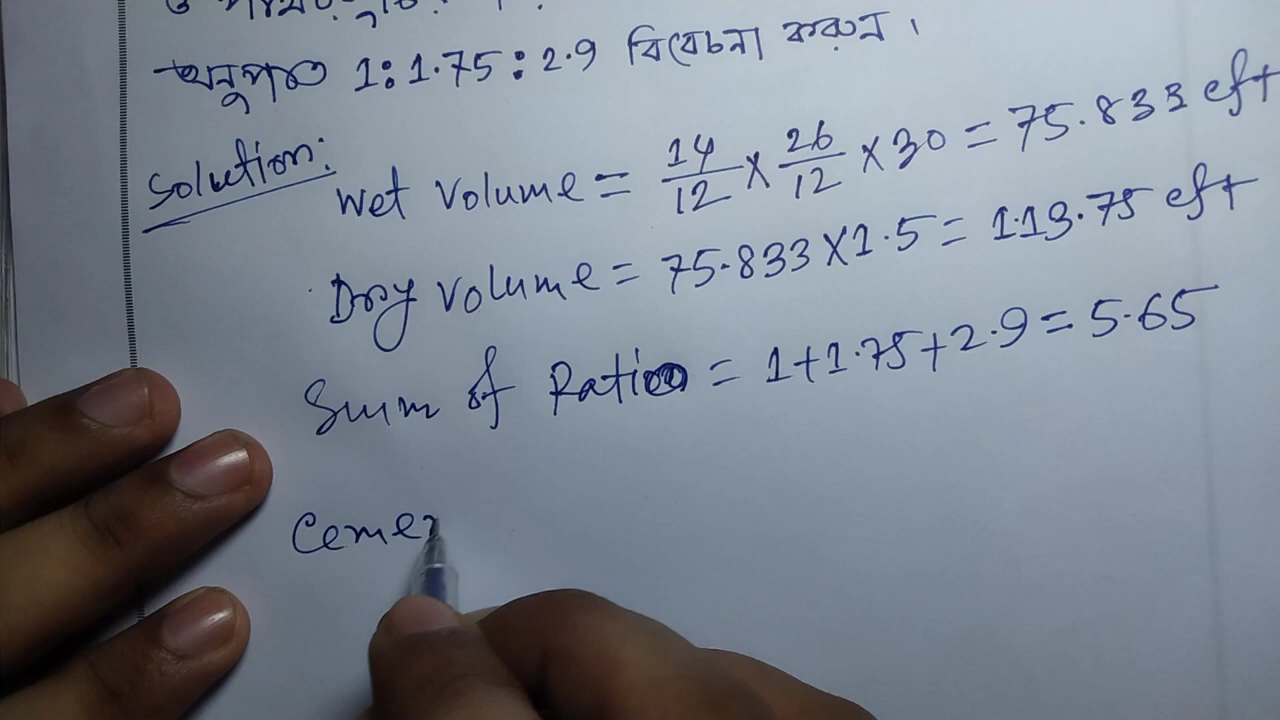 অনুপাত 1:1.75:2.9 বিবেচনা করুন।
Solution:
Wet Volume = 14/12 × 26/12 × 30 = 75.833 cft
Dry Volume = 75.833 × 1.5 = 113.75 cft
Sum of Ratio = 1+1.75+2.9 = 5.65
Cemen